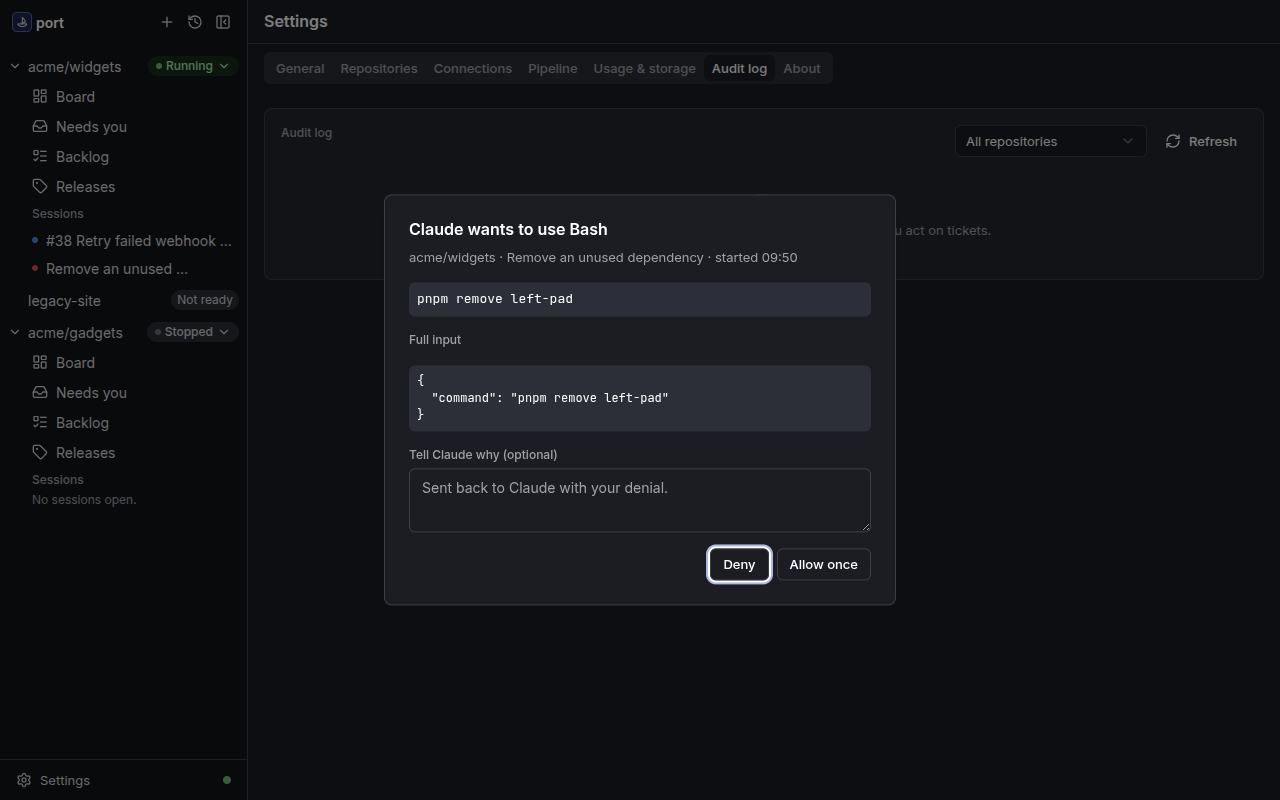 port
acme/widgets
Running
Board
Needs you
Backlog
Releases
Sessions
#38 Retry failed webhook ...
Remove an unused ...
legacy-site
Not ready
acme/gadgets
Stopped
Board
Needs you
Backlog
Releases
Sessions
No sessions open.
Settings
Settings
General
Repositories
Connections
Pipeline
Usage & storage
Audit log
About
Audit log
All repositories
Refresh
u act on tickets.
Claude wants to use Bash
acme/widgets · Remove an unused dependency · started 09:50
pnpm remove left-pad
Full input
{
"command": "pnpm remove left-pad"
}
Tell Claude why (optional)
Sent back to Claude with your denial.
Deny
Allow once